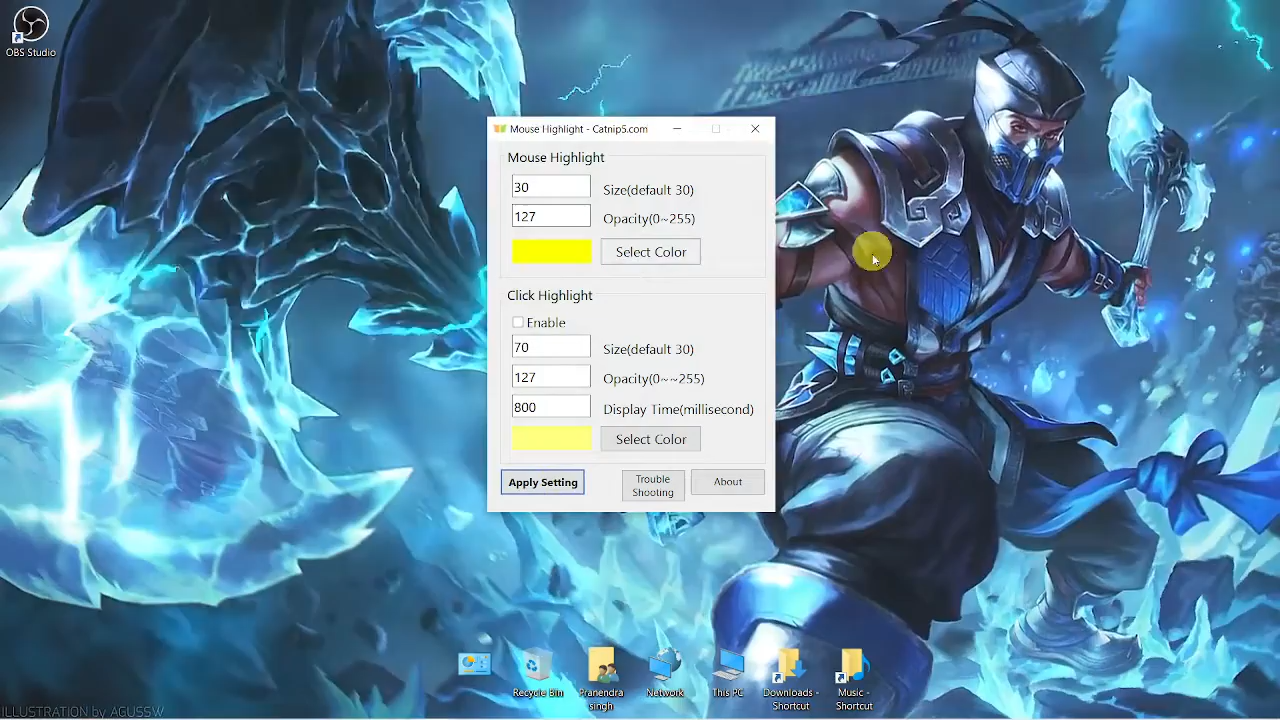 OBS Studio
Mouse Highlight - Catnip5.com
Mouse Highlight
30
Size(default 30)
127
Opacity(0~255)
Select Color
Click Highlight
Enable
70
Size(default 30)
127
Opacity(0~~255)
800
Display Time(millisecond)
Select Color
Apply Setting
Trouble
Shooting
About
Recycle Bin
Pranendra
singh
Network
This PC
Downloads -
Shortcut
Music -
Shortcut
ILLUSTRATION by AGUSSW